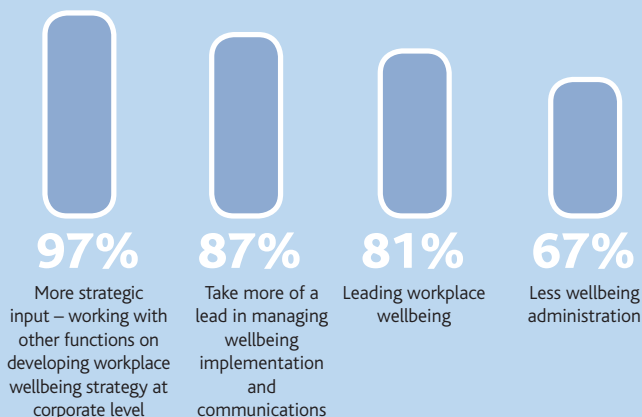 97%
More strategic
input – working with
other functions on
developing workplace
wellbeing strategy at
corporate level
87%
Take more of a
lead in managing
wellbeing
implementation
and
communications
81%
Leading workplace
wellbeing
67%
Less wellbeing
administration